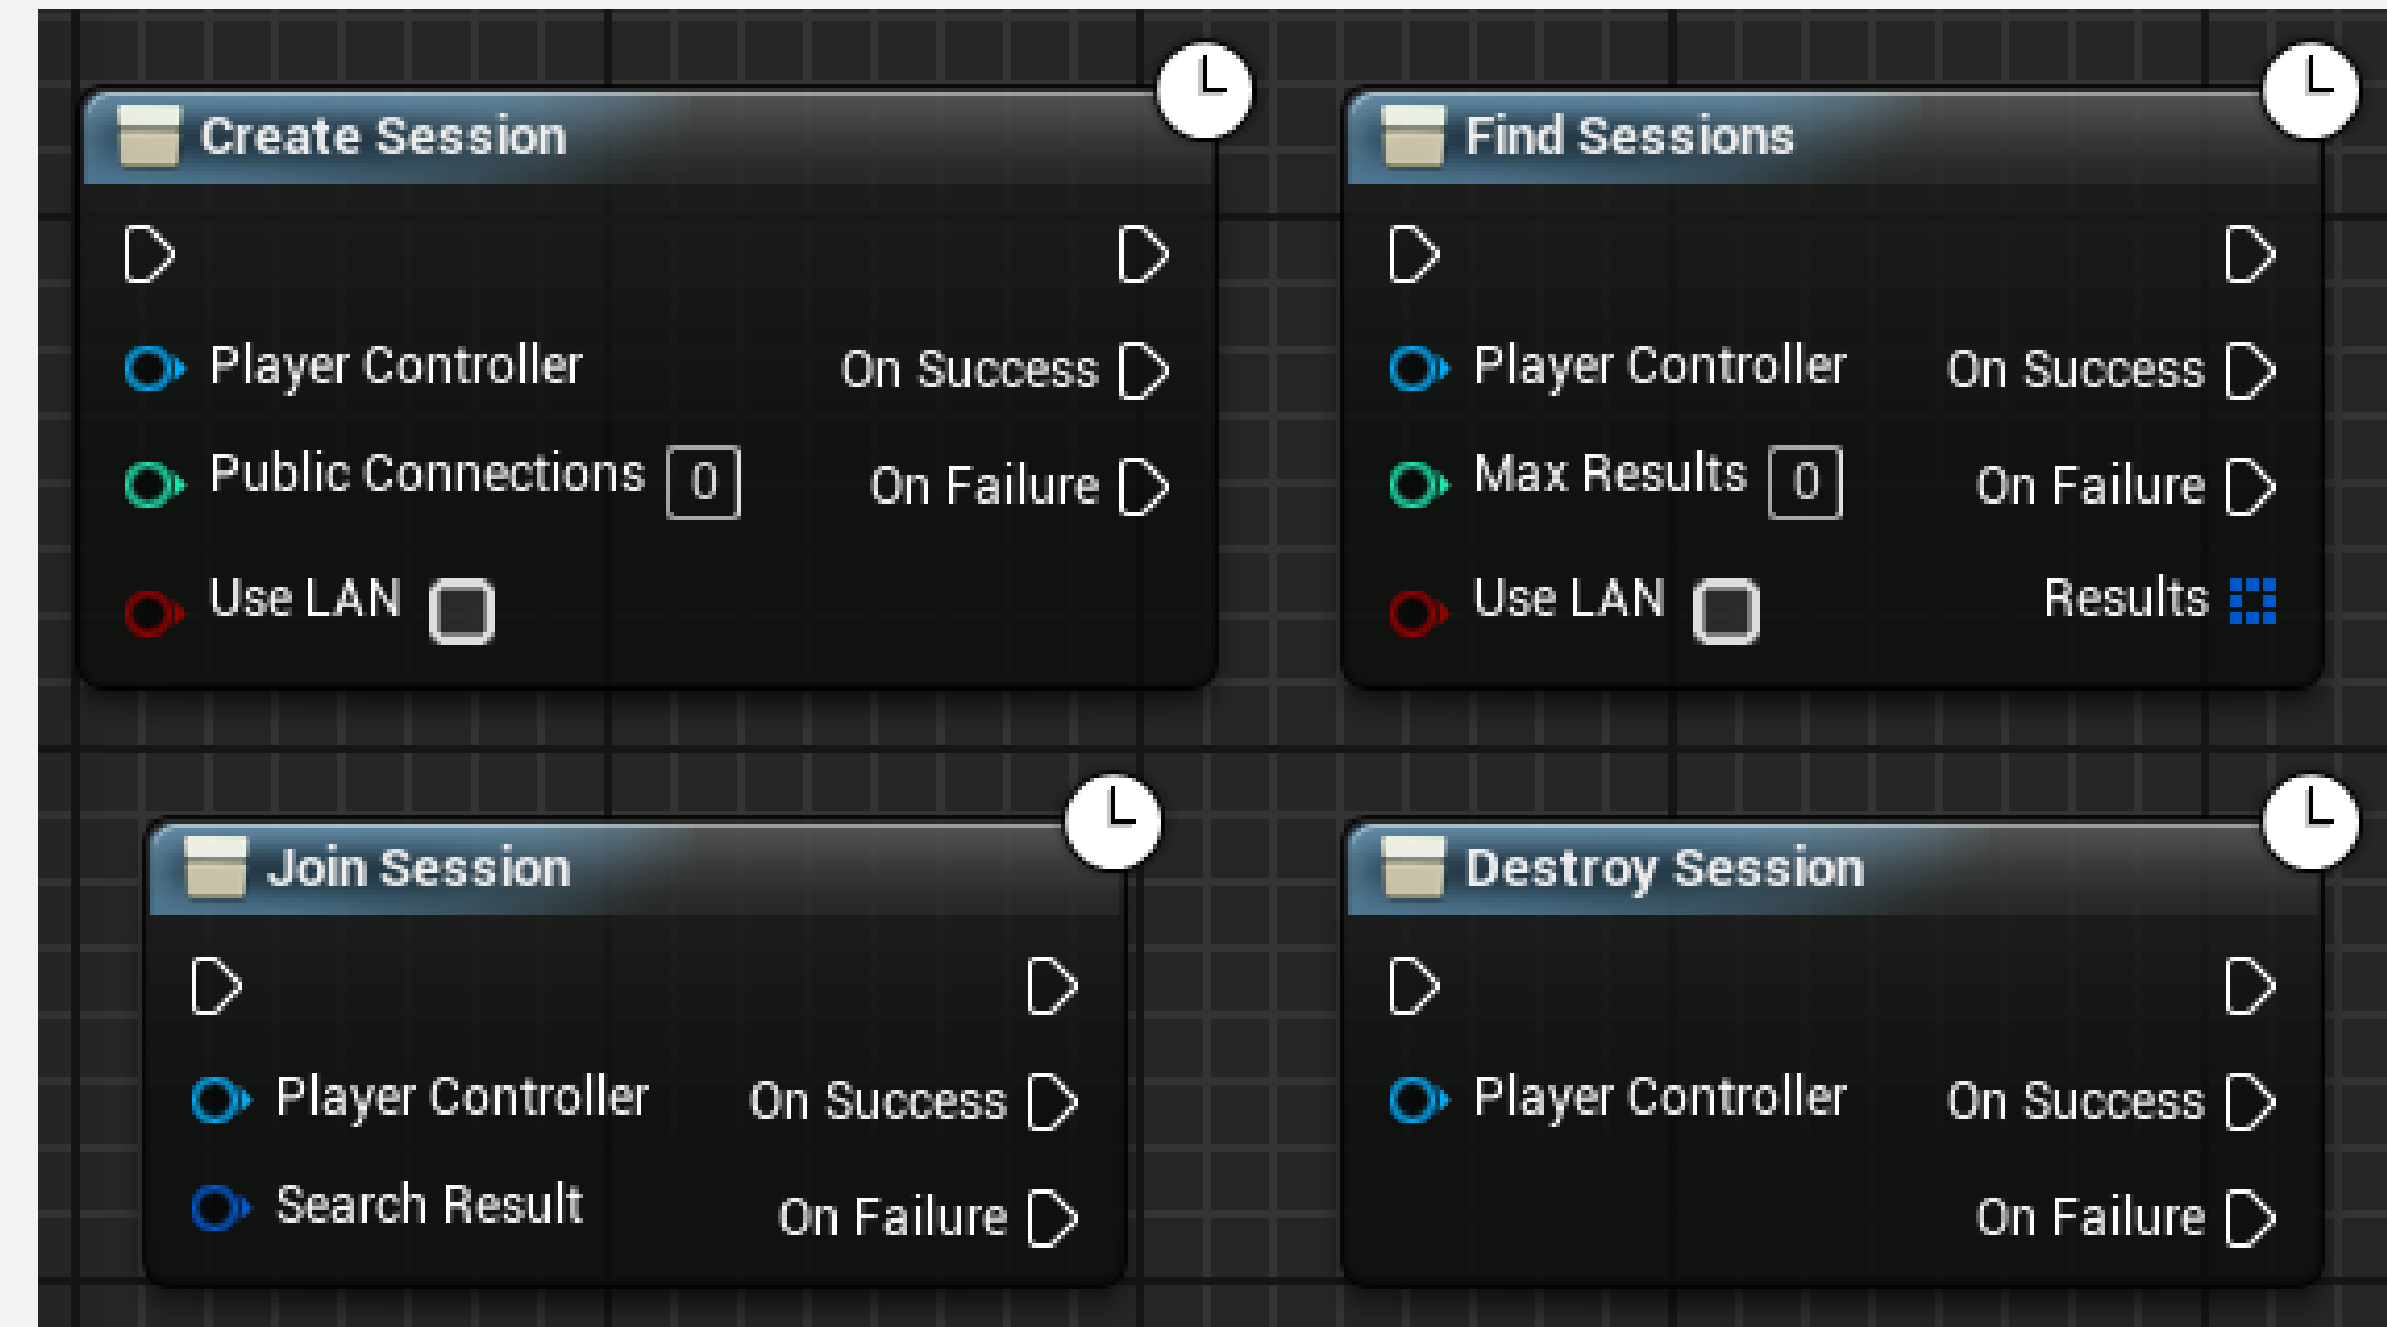 Create Session
Player Controller On Success
Public Connections 0 On Failure
Use LAN
Find Sessions
Player Controller On Success
Max Results 0 On Failure
Use LAN Results
Join Session
Player Controller On Success
Search Result On Failure
Destroy Session
Player Controller On Success
On Failure